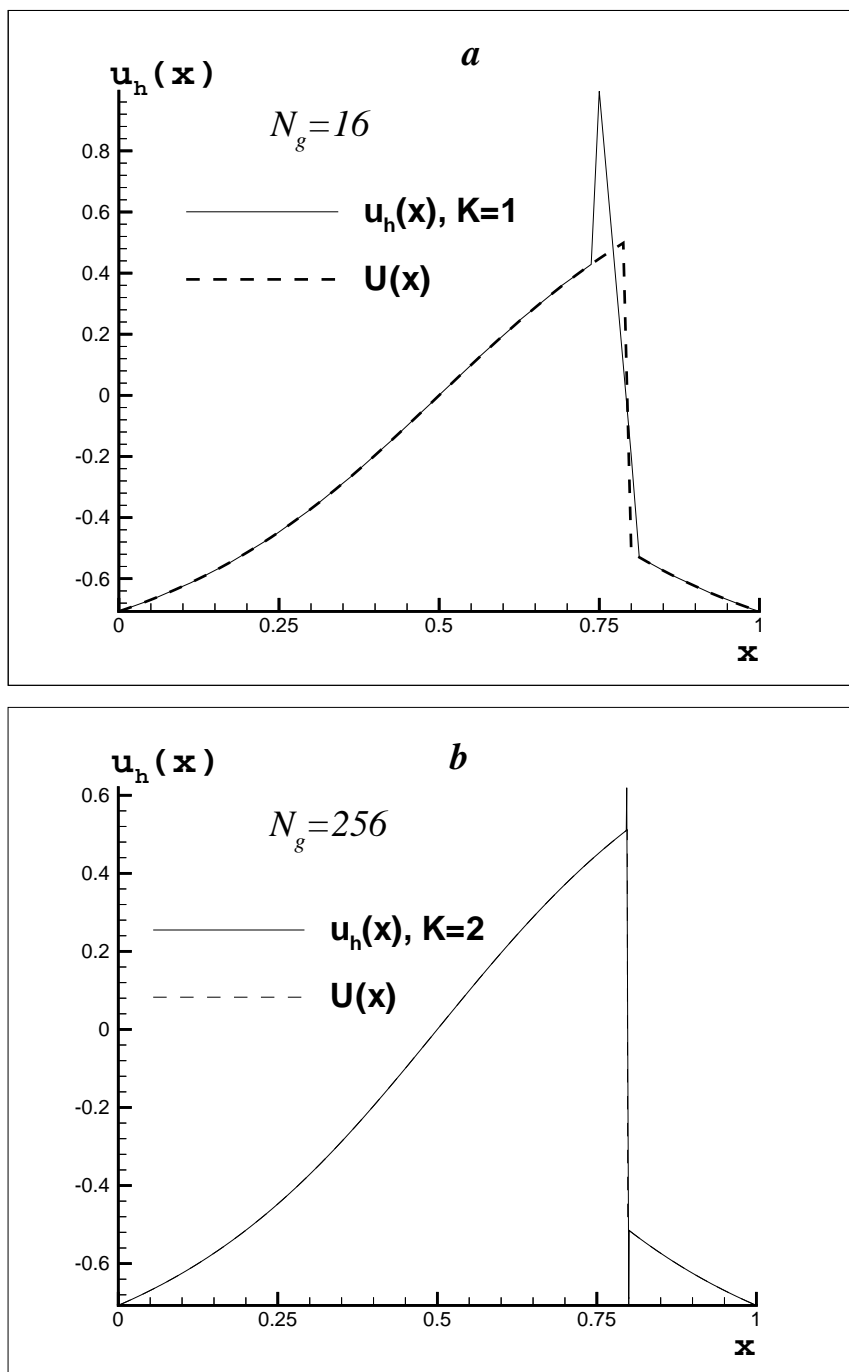 a
u_h(x)
N_g=16
0.8
0.6
u_h(x), K=1
0.4
U(x)
0.2
0
-0.2
-0.4
-0.6
0 0.25 0.5 0.75 1
x
b
u_h(x)
0.6
N_g=256
0.4
u_h(x), K=2
0.2
U(x)
0
-0.2
-0.4
-0.6
0 0.25 0.5 0.75 1
x